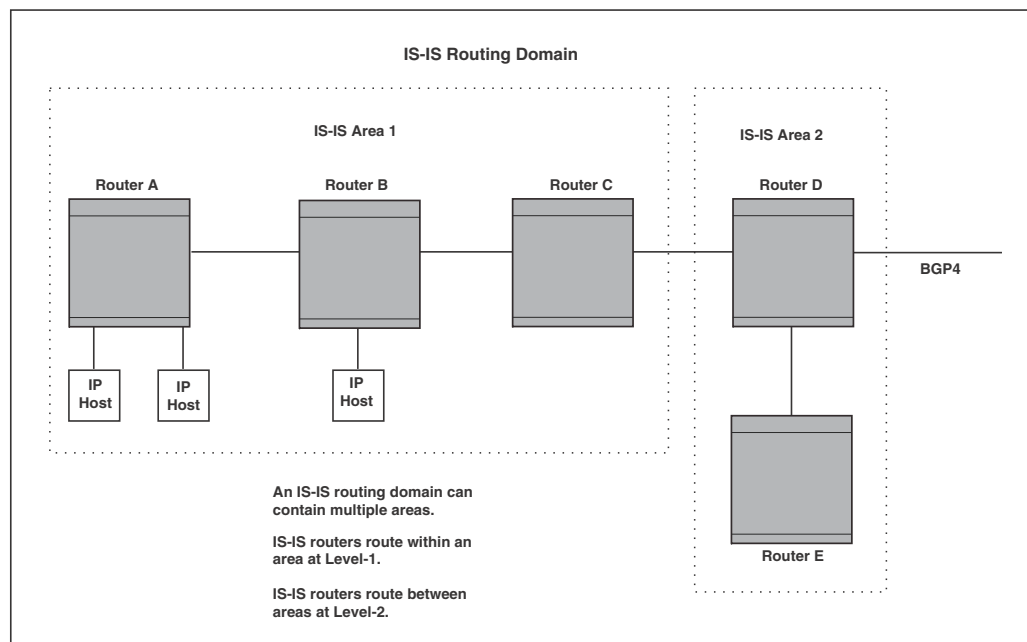 IS-IS Routing Domain
IS-IS Area 1
IS-IS Area 2
Router A
Router B
Router C
Router D
BGP4
IP
Host
IP
Host
IP
Host
Router E
An IS-IS routing domain can
contain multiple areas.
IS-IS routers route within an
area at Level-1.
IS-IS routers route between
areas at Level-2.